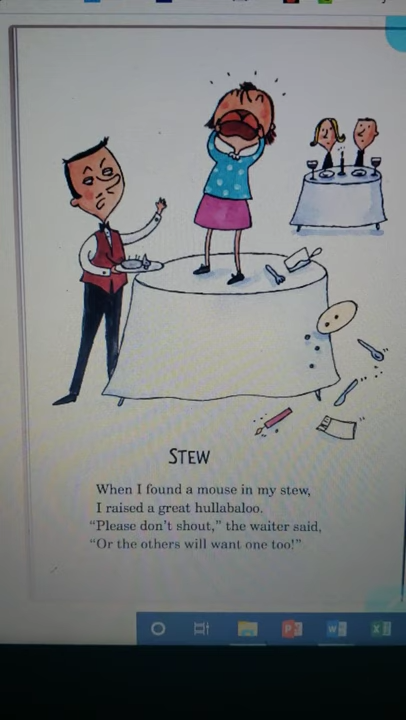 STEW
When I found a mouse in my stew,
I raised a great hullabaloo.
“Please don’t shout,” the waiter said,
“Or the others will want one too!”